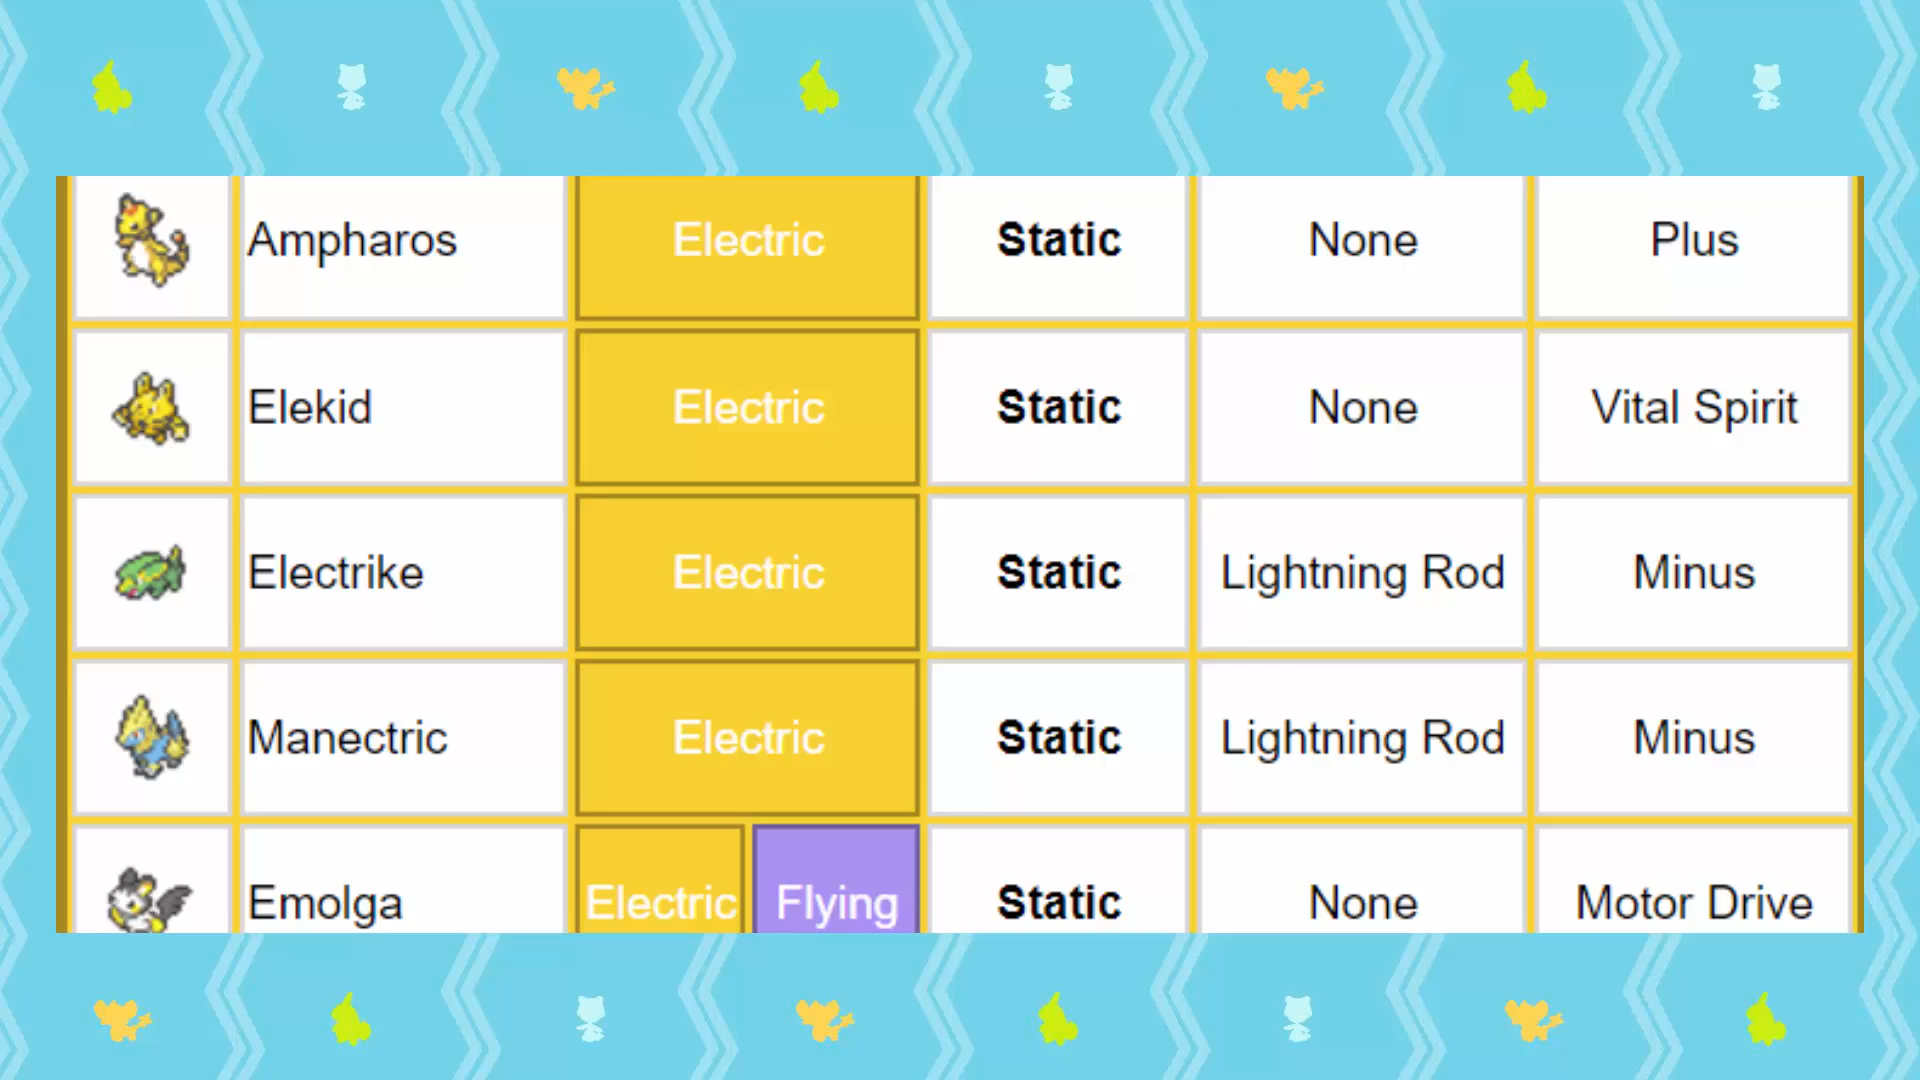 Ampharos Electric Static None Plus
Elekid Electric Static None Vital Spirit
Electrike Electric Static Lightning Rod Minus
Manectric Electric Static Lightning Rod Minus
Emolga Electric Flying Static None Motor Drive